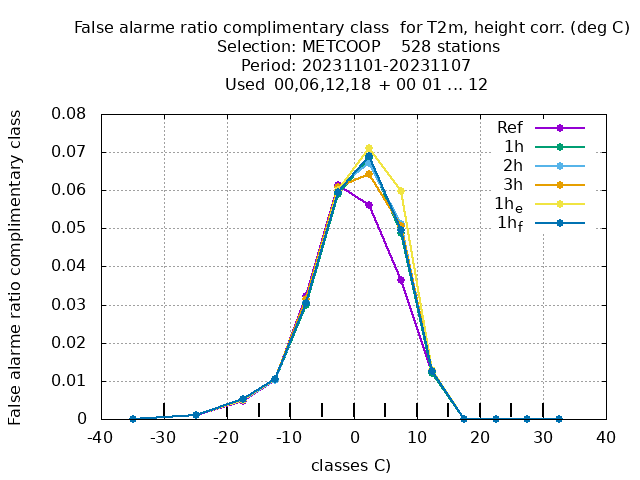 False alarme ratio complimentary class  for T2m, height corr. (deg C)
Selection: METCOOP    528 stations
Period: 20231101-20231107
Used  00,06,12,18 + 00 01 ... 12
False alarme ratio complimentary class
0.08
0.07
0.06
0.05
0.04
0.03
0.02
0.01
0
-40
-30
-20
-10
0
10
20
30
40
classes C)
Ref
1h
2h
3h
1he
1hf